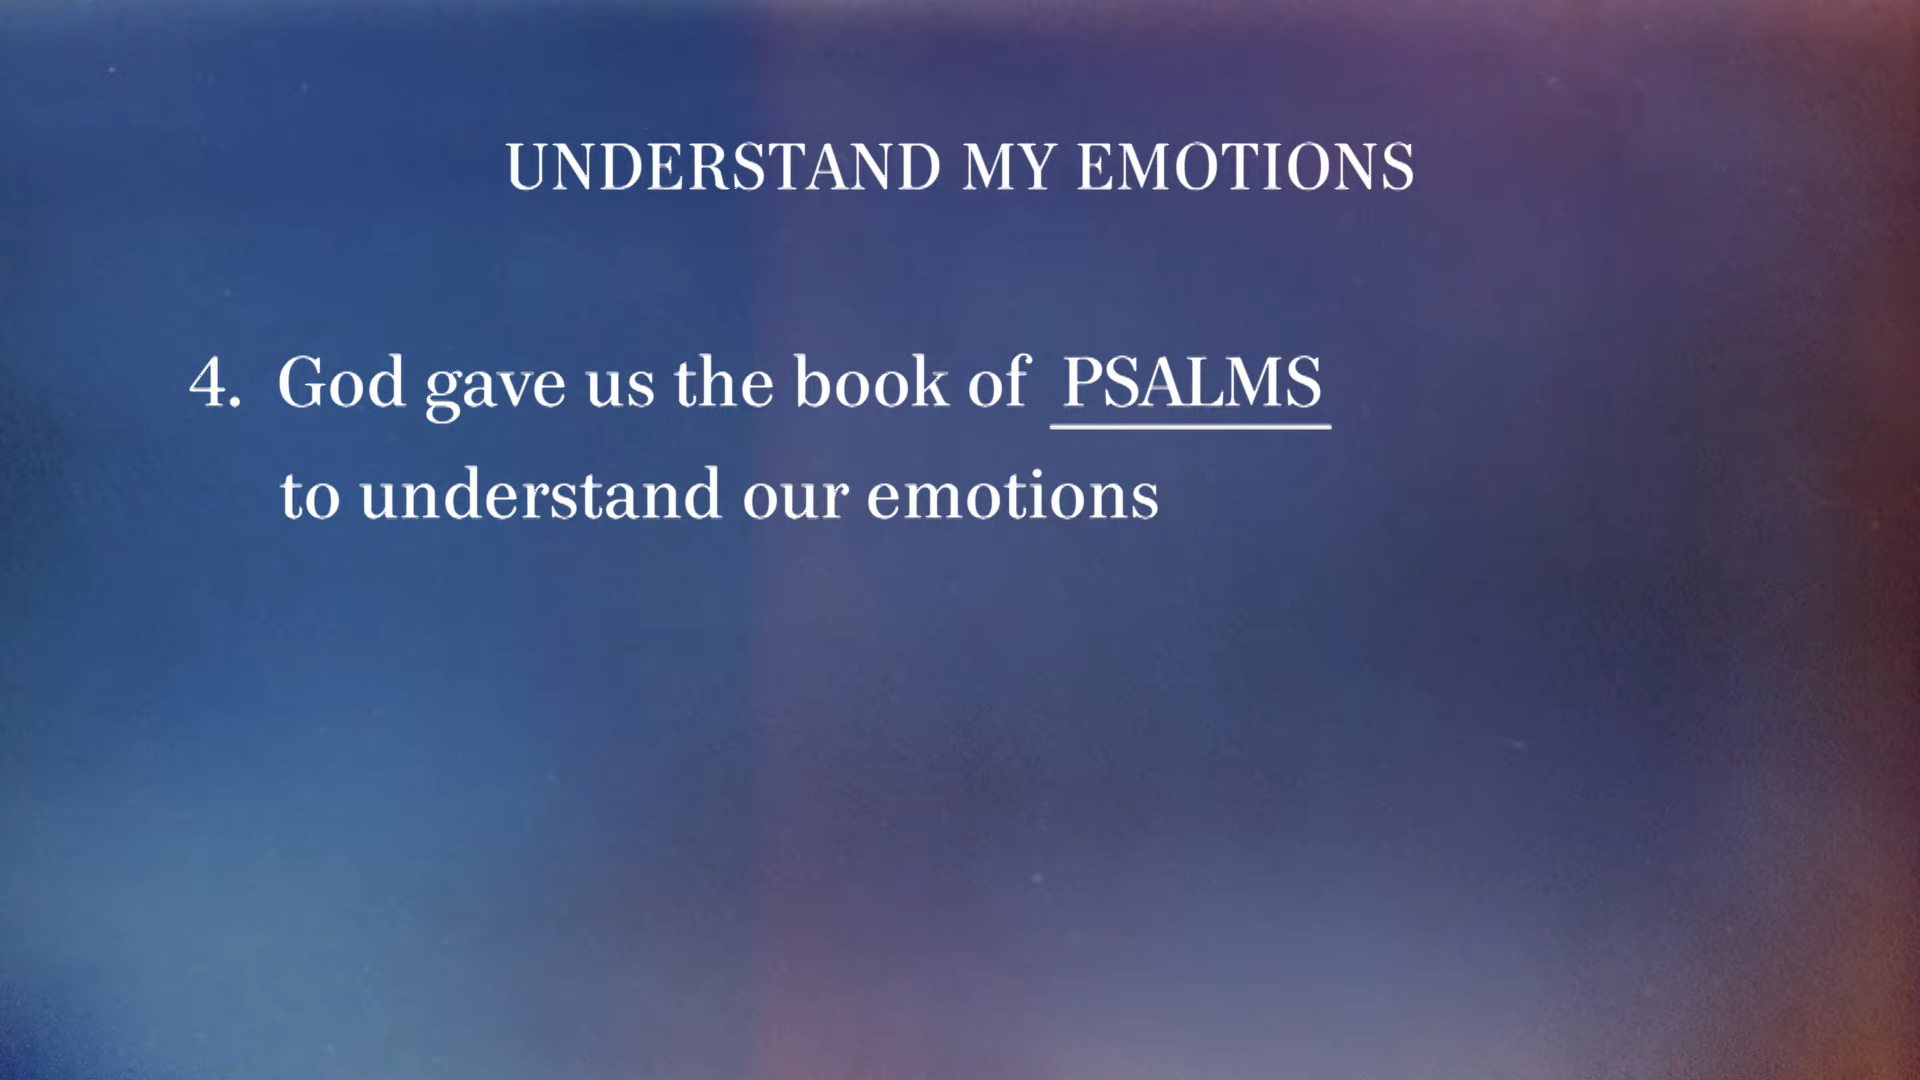 UNDERSTAND MY EMOTIONS
4. God gave us the book of PSALMS
to understand our emotions